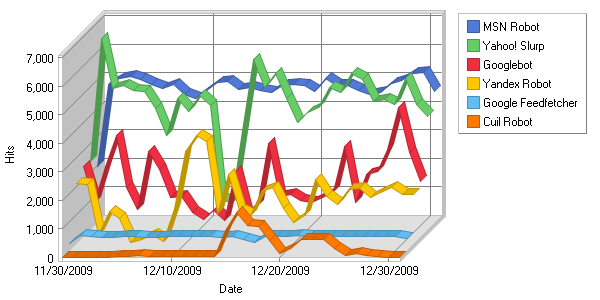 MSN Robot
Yahoo! Slurp
Googlebot
Yandex Robot
Google Feedfetcher
Cuil Robot
7,000
6,000
5,000
4,000
3,000
2,000
1,000
0
Hits
11/30/2009 12/10/2009 12/20/2009 12/30/2009
Date